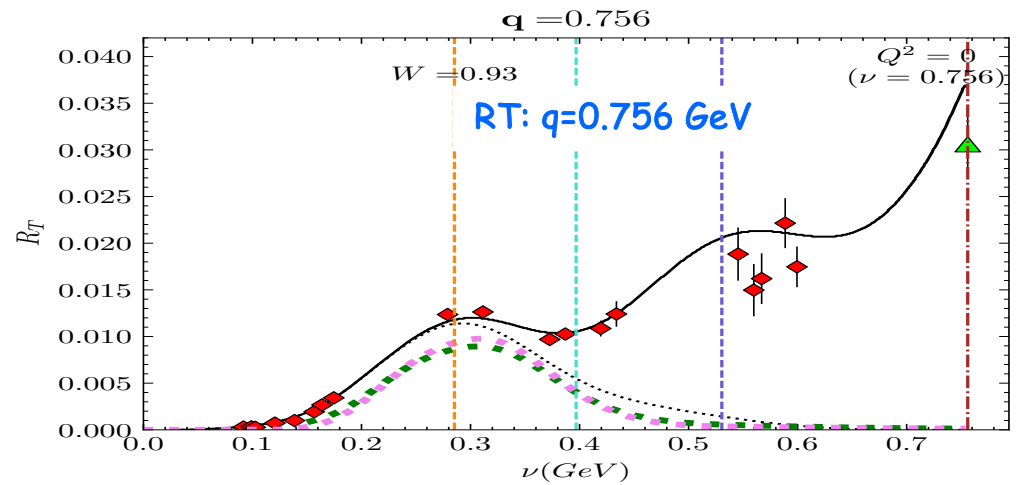 q =0.756
0.040
0.035
0.030
0.025
0.020
0.015
0.010
0.005
0.000
R_T
W =0.93
Q² = 0
(ν = 0.756)
RT: q=0.756 GeV
0.0 0.1 0.2 0.3 0.4 0.5 0.6 0.7
ν(GeV)